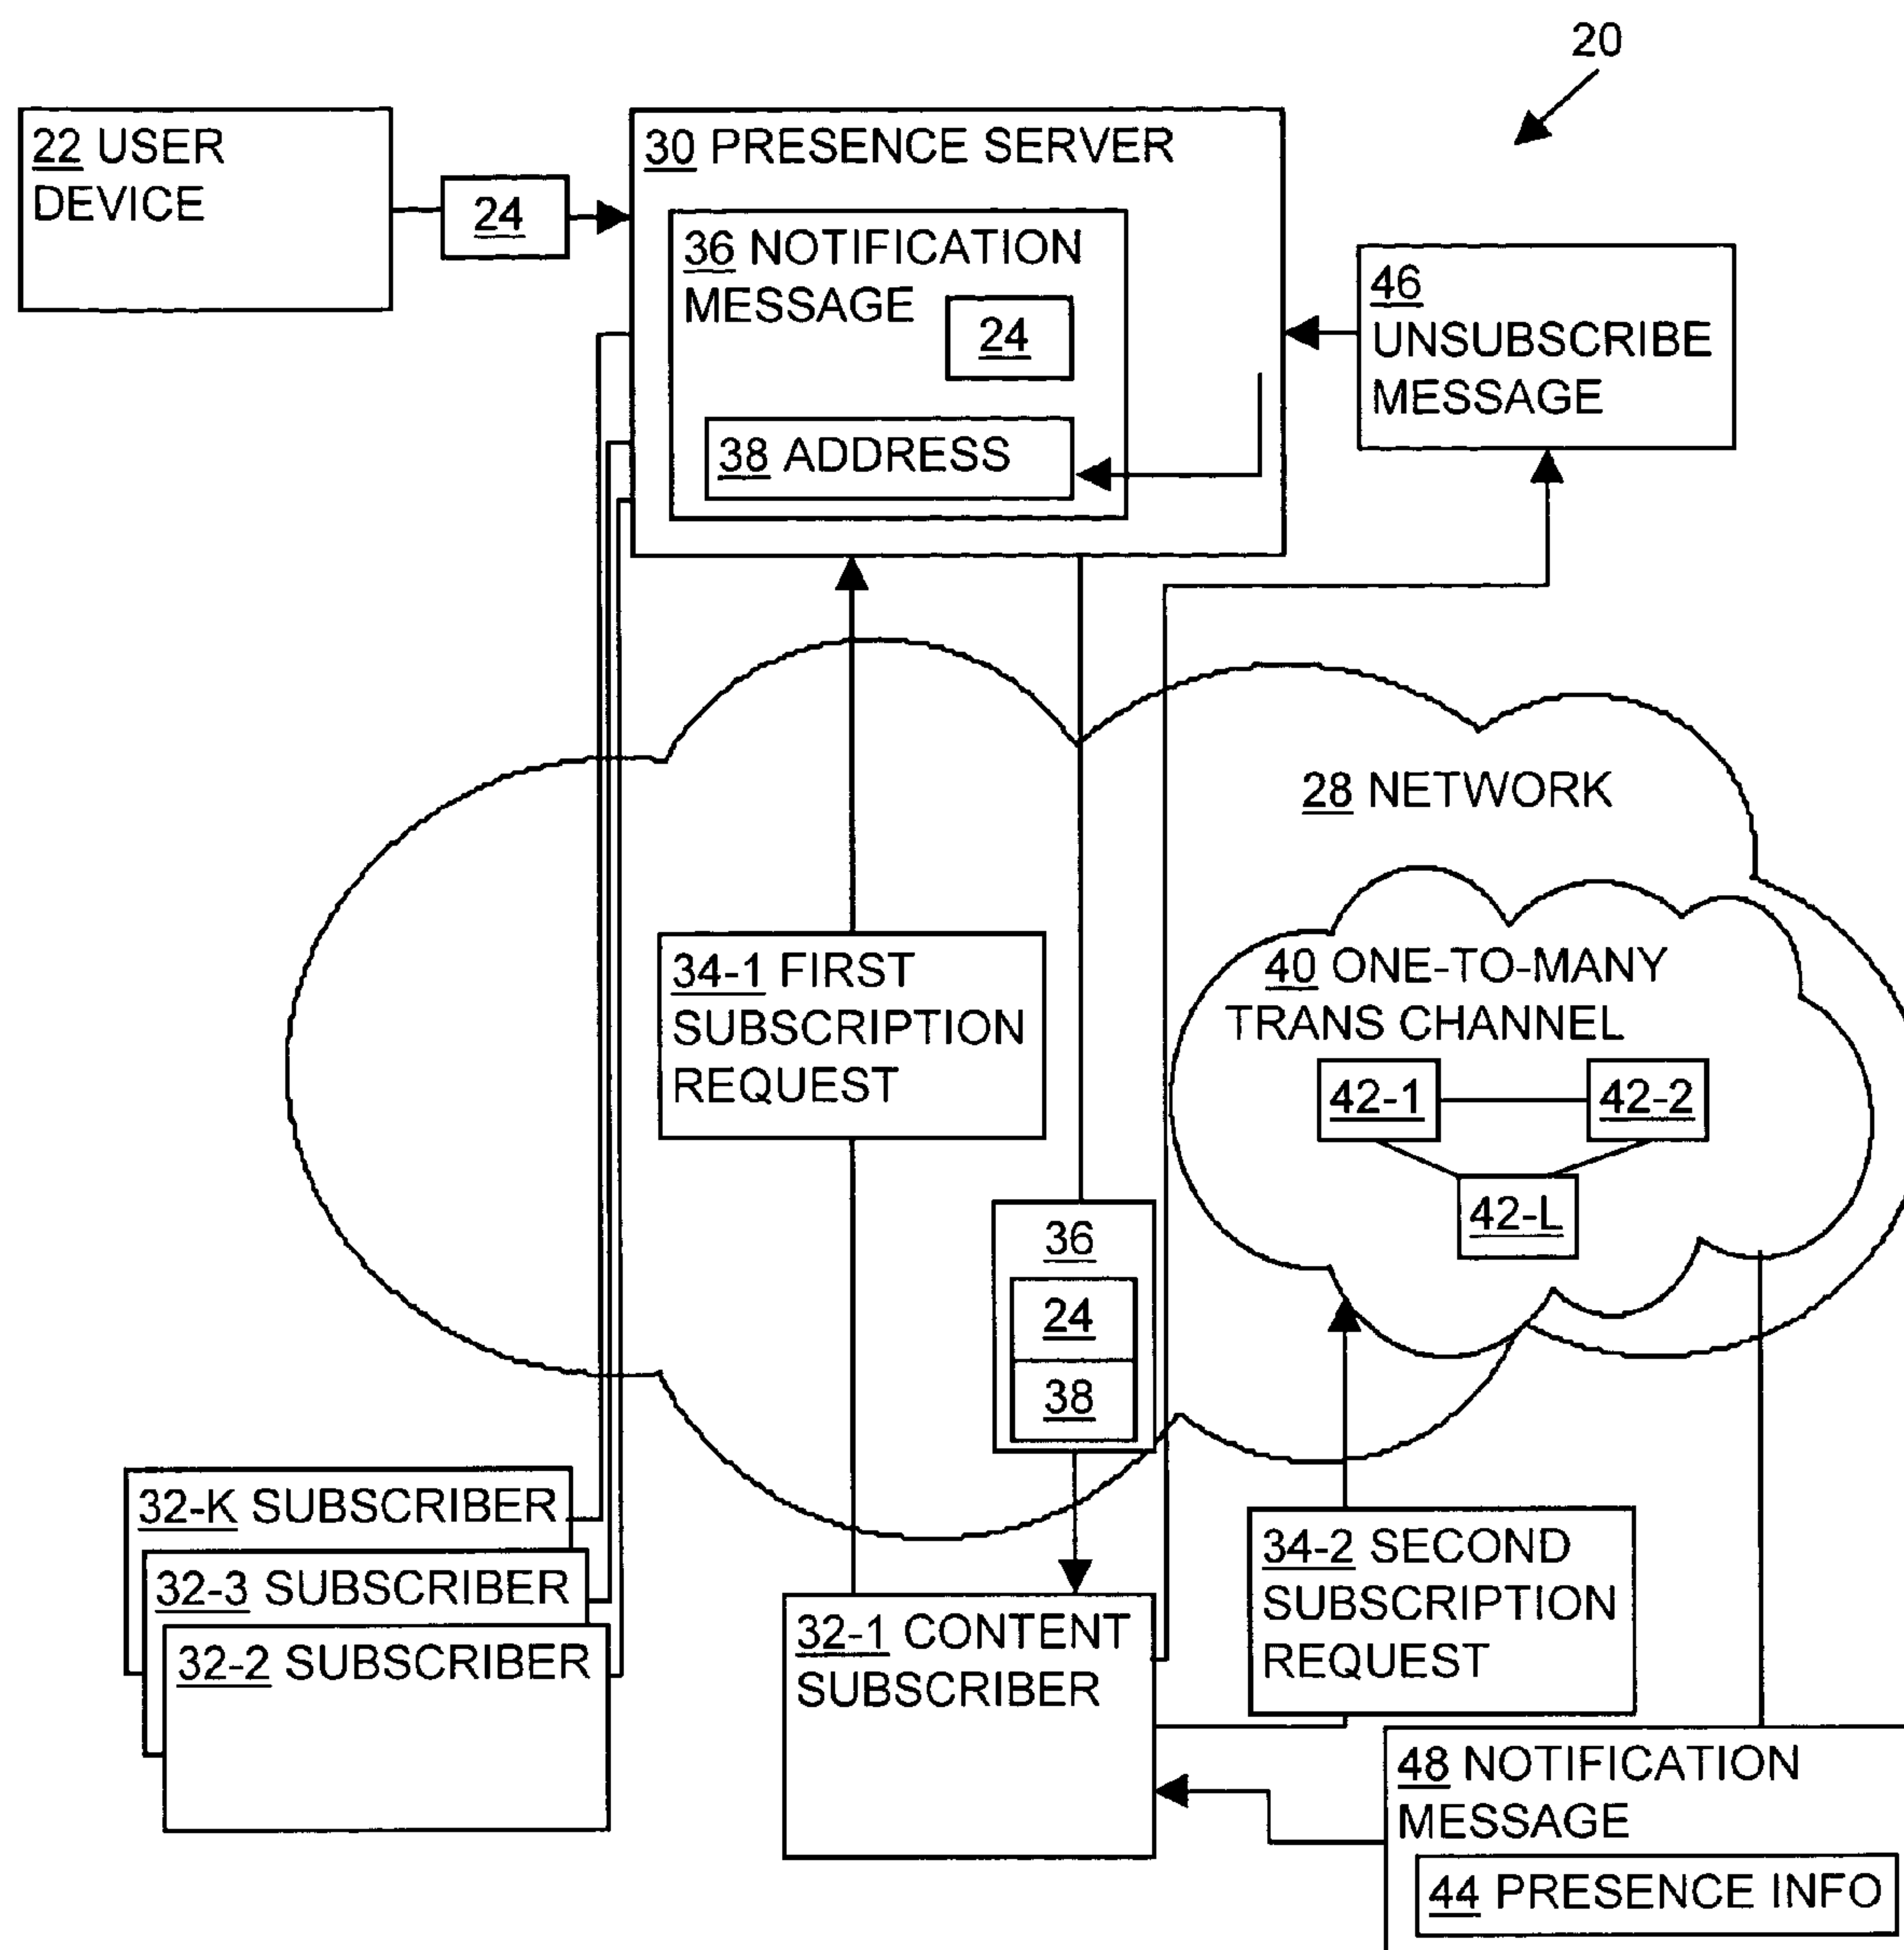 20
22 USER
DEVICE
24
30 PRESENCE SERVER
36 NOTIFICATION
MESSAGE
24
38 ADDRESS
46
UNSUBSCRIBE
MESSAGE
28 NETWORK
34-1 FIRST
SUBSCRIPTION
REQUEST
40 ONE-TO-MANY
TRANS CHANNEL
42-1
42-2
42-L
36
24
38
32-K SUBSCRIBER
32-3 SUBSCRIBER
32-2 SUBSCRIBER
32-1 CONTENT
SUBSCRIBER
34-2 SECOND
SUBSCRIPTION
REQUEST
48 NOTIFICATION
MESSAGE
44 PRESENCE INFO